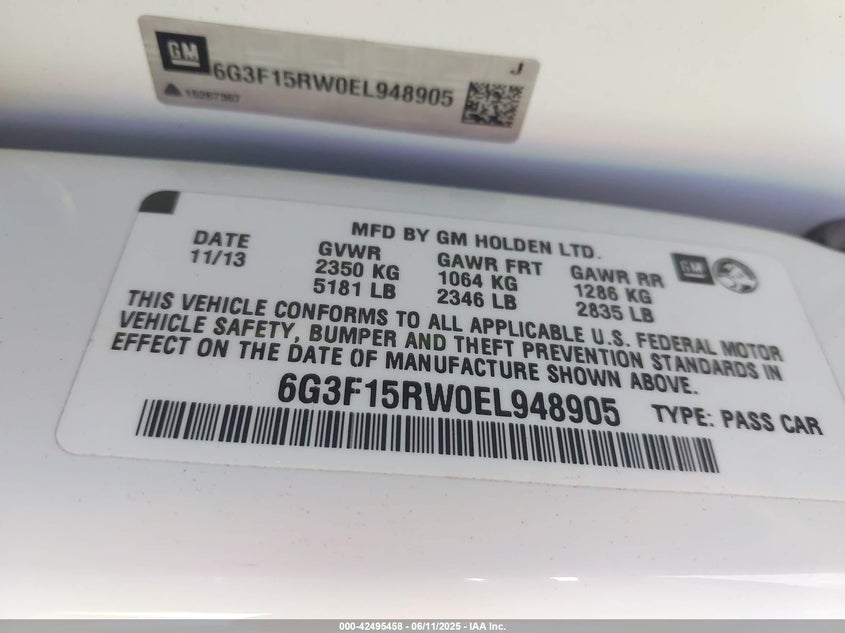 GM
6G3F15RW0EL948905
J
15267367
MFD BY GM HOLDEN LTD.
DATE
11/13
GVWR
2350 KG
5181 LB
GAWR FRT
1064 KG
2346 LB
GAWR RR
1286 KG
2835 LB
GM
THIS VEHICLE CONFORMS TO ALL APPLICABLE U.S. FEDERAL MOTOR
VEHICLE SAFETY, BUMPER AND THEFT PREVENTION STANDARDS IN
EFFECT ON THE DATE OF MANUFACTURE SHOWN ABOVE.
6G3F15RW0EL948905 TYPE: PASS CAR
000-42495458 - 06/11/2025 - IAA Inc.